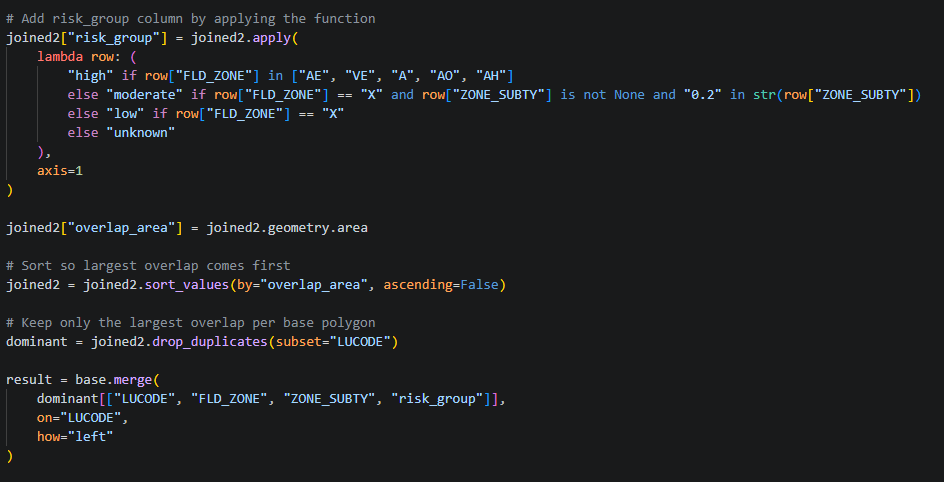 # Add risk_group column by applying the function
joined2["risk_group"] = joined2.apply(
    lambda row: (
        "high" if row["FLD_ZONE"] in ["AE", "VE", "A", "AO", "AH"]
        else "moderate" if row["FLD_ZONE"] == "X" and row["ZONE_SUBTY"] is not None and "0.2" in str(row["ZONE_SUBTY"])
        else "low" if row["FLD_ZONE"] == "X"
        else "unknown"
    ),
    axis=1
)

joined2["overlap_area"] = joined2.geometry.area

# Sort so largest overlap comes first
joined2 = joined2.sort_values(by="overlap_area", ascending=False)

# Keep only the largest overlap per base polygon
dominant = joined2.drop_duplicates(subset="LUCODE")

result = base.merge(
    dominant[["LUCODE", "FLD_ZONE", "ZONE_SUBTY", "risk_group"]],
    on="LUCODE",
    how="left"
)